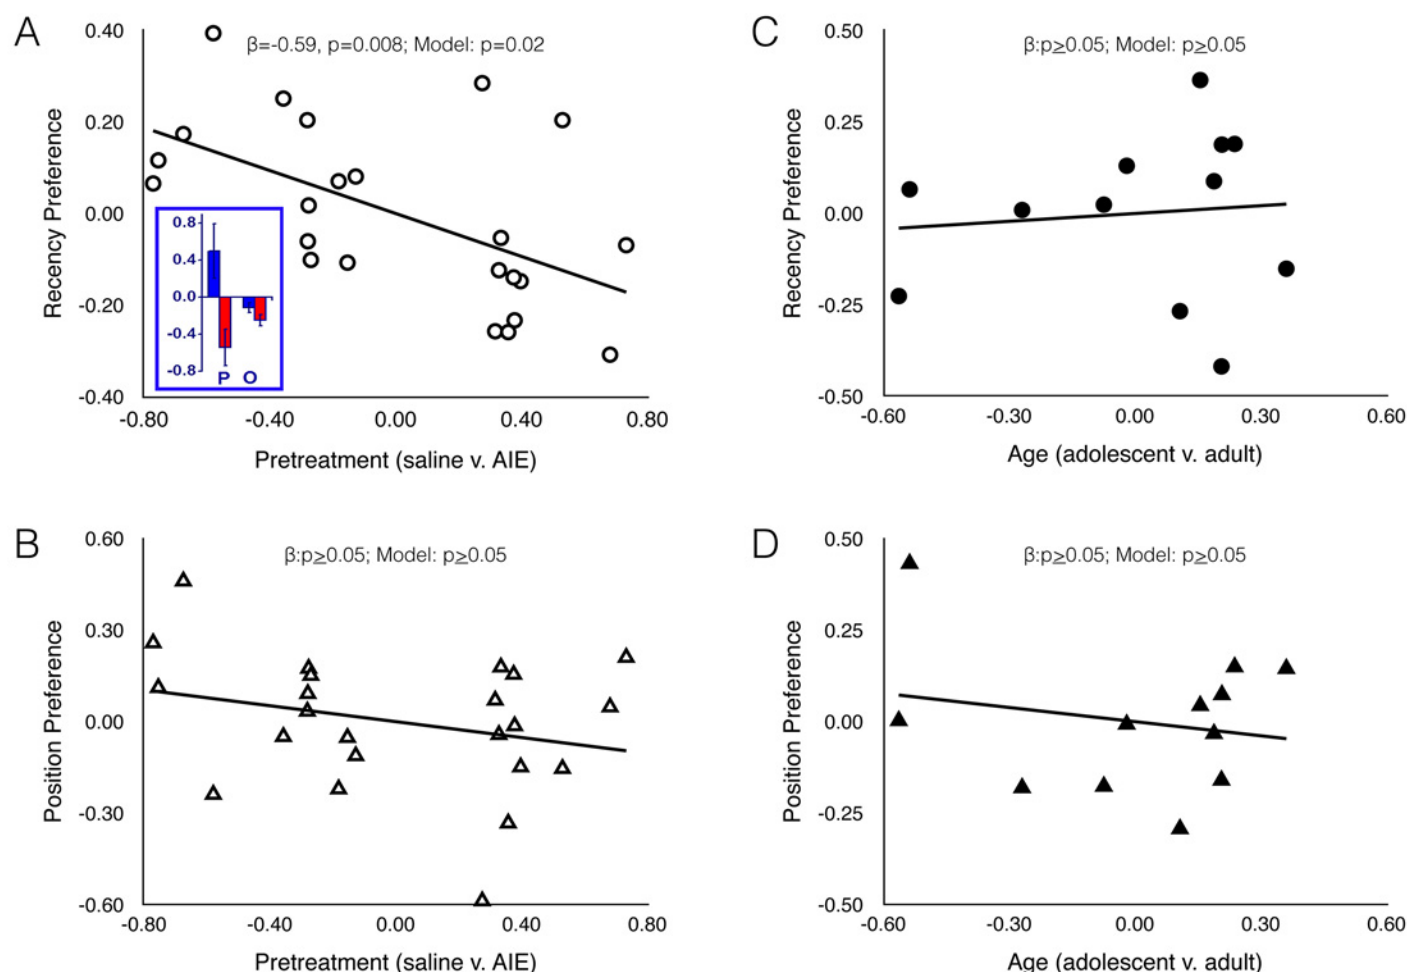 A
β=-0.59, p=0.008; Model: p=0.02
Recency Preference
0.40
0.20
0.00
-0.20
-0.40
0.8
0.4
0.0
-0.4
-0.8
P O
-0.80 -0.40 0.00 0.40 0.80
Pretreatment (saline v. AIE)
C
β:p≥0.05; Model: p≥0.05
Recency Preference
0.50
0.25
0.00
-0.25
-0.50
-0.60 -0.30 0.00 0.30 0.60
Age (adolescent v. adult)
B
β:p≥0.05; Model: p≥0.05
Position Preference
0.60
0.30
0.00
-0.30
-0.60
-0.80 -0.40 0.00 0.40 0.80
Pretreatment (saline v. AIE)
D
β:p≥0.05; Model: p≥0.05
Position Preference
0.50
0.25
0.00
-0.25
-0.50
-0.60 -0.30 0.00 0.30 0.60
Age (adolescent v. adult)